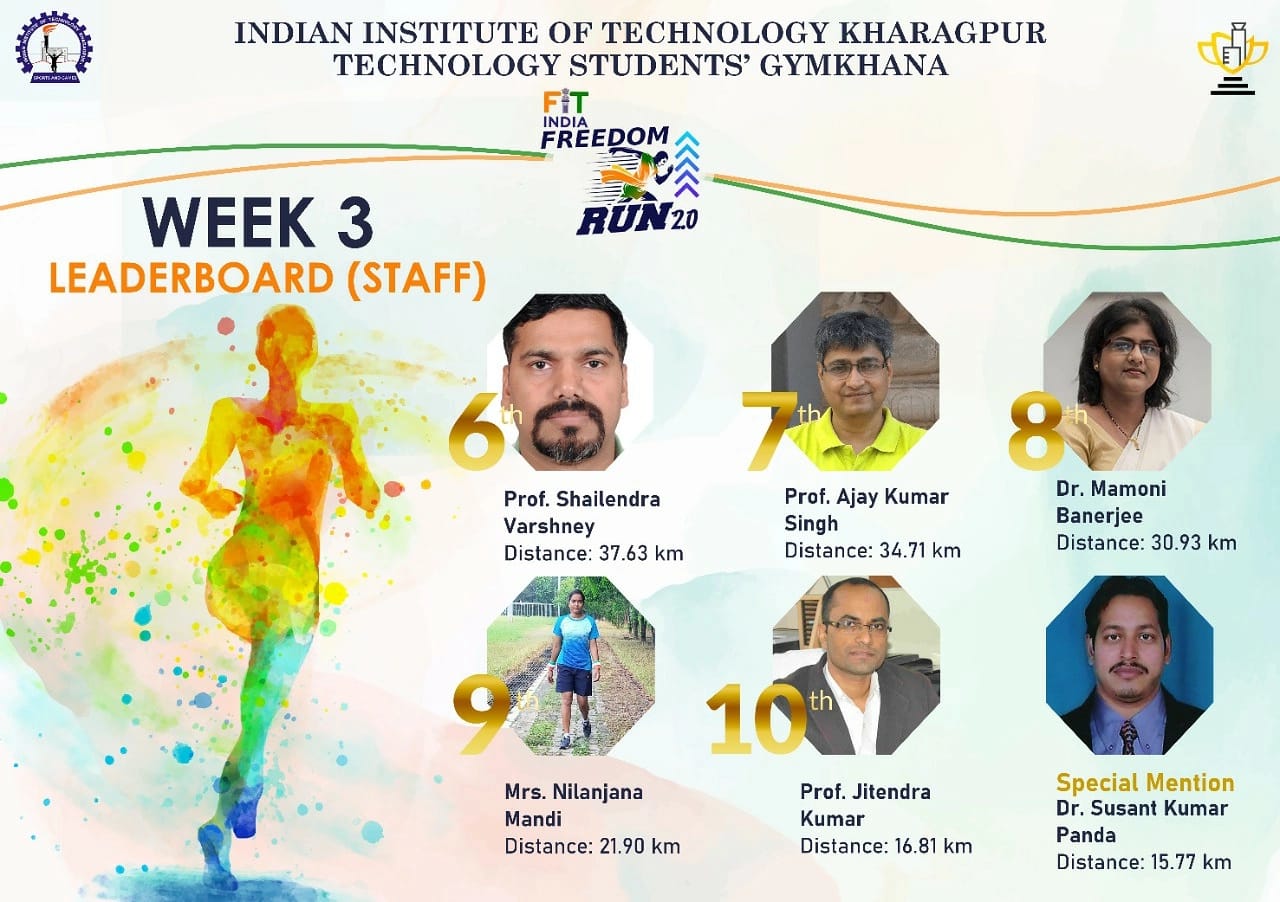 INDIAN INSTITUTE OF TECHNOLOGY KHARAGPUR
TECHNOLOGY STUDENTS' GYMKHANA
FIT
INDIA
FREEDOM
RUN 2.0
WEEK 3
LEADERBOARD (STAFF)
6th
Prof. Shailendra
Varshney
Distance: 37.63 km
7th
Prof. Ajay Kumar
Singh
Distance: 34.71 km
8th
Dr. Mamoni
Banerjee
Distance: 30.93 km
9th
Mrs. Nilanjana
Mandi
Distance: 21.90 km
10th
Prof. Jitendra
Kumar
Distance: 16.81 km
Special Mention
Dr. Susant Kumar
Panda
Distance: 15.77 km
SPORTS AND GAMES